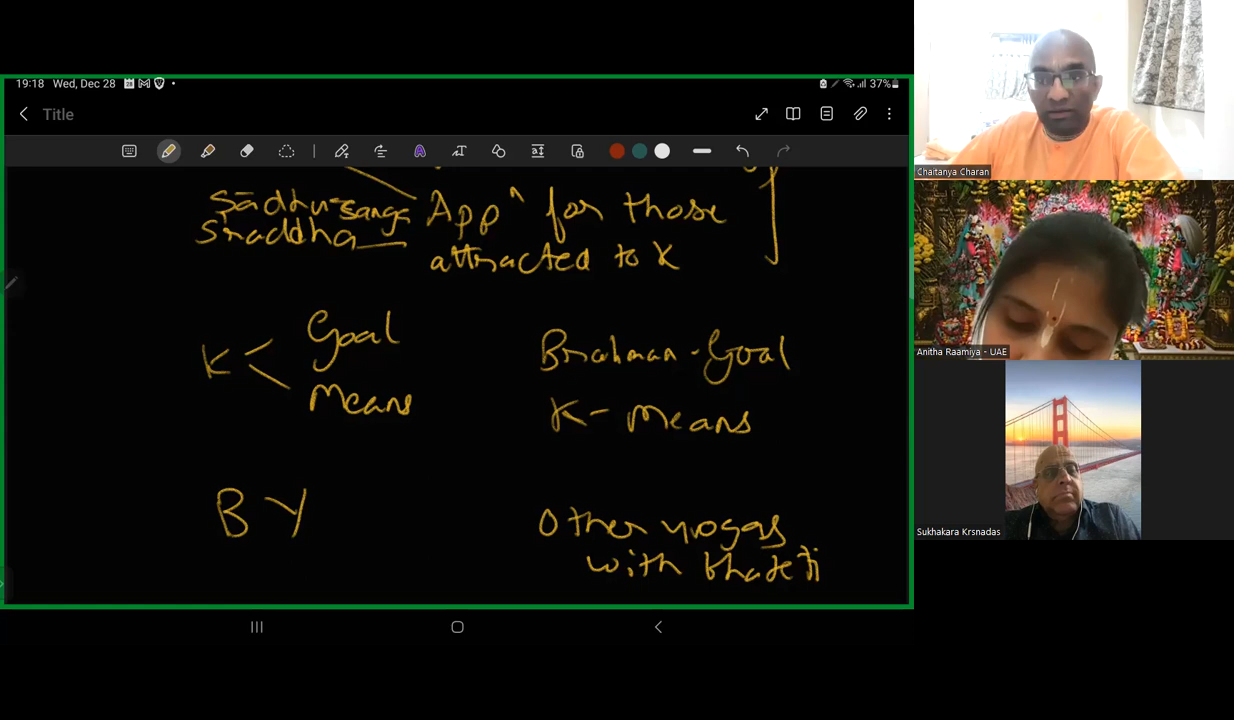 19:18 Wed, Dec 28
37%
Title
Sādhu-sanga
Sraddha
App^n for those
attracted to K
K < Goal
Means
Brahman - Goal
K - Means
BY
Other yogas
with bhakti
Chaitanya Charan
Anitha Raamiya - UAE
Sukhakara Krsnadas